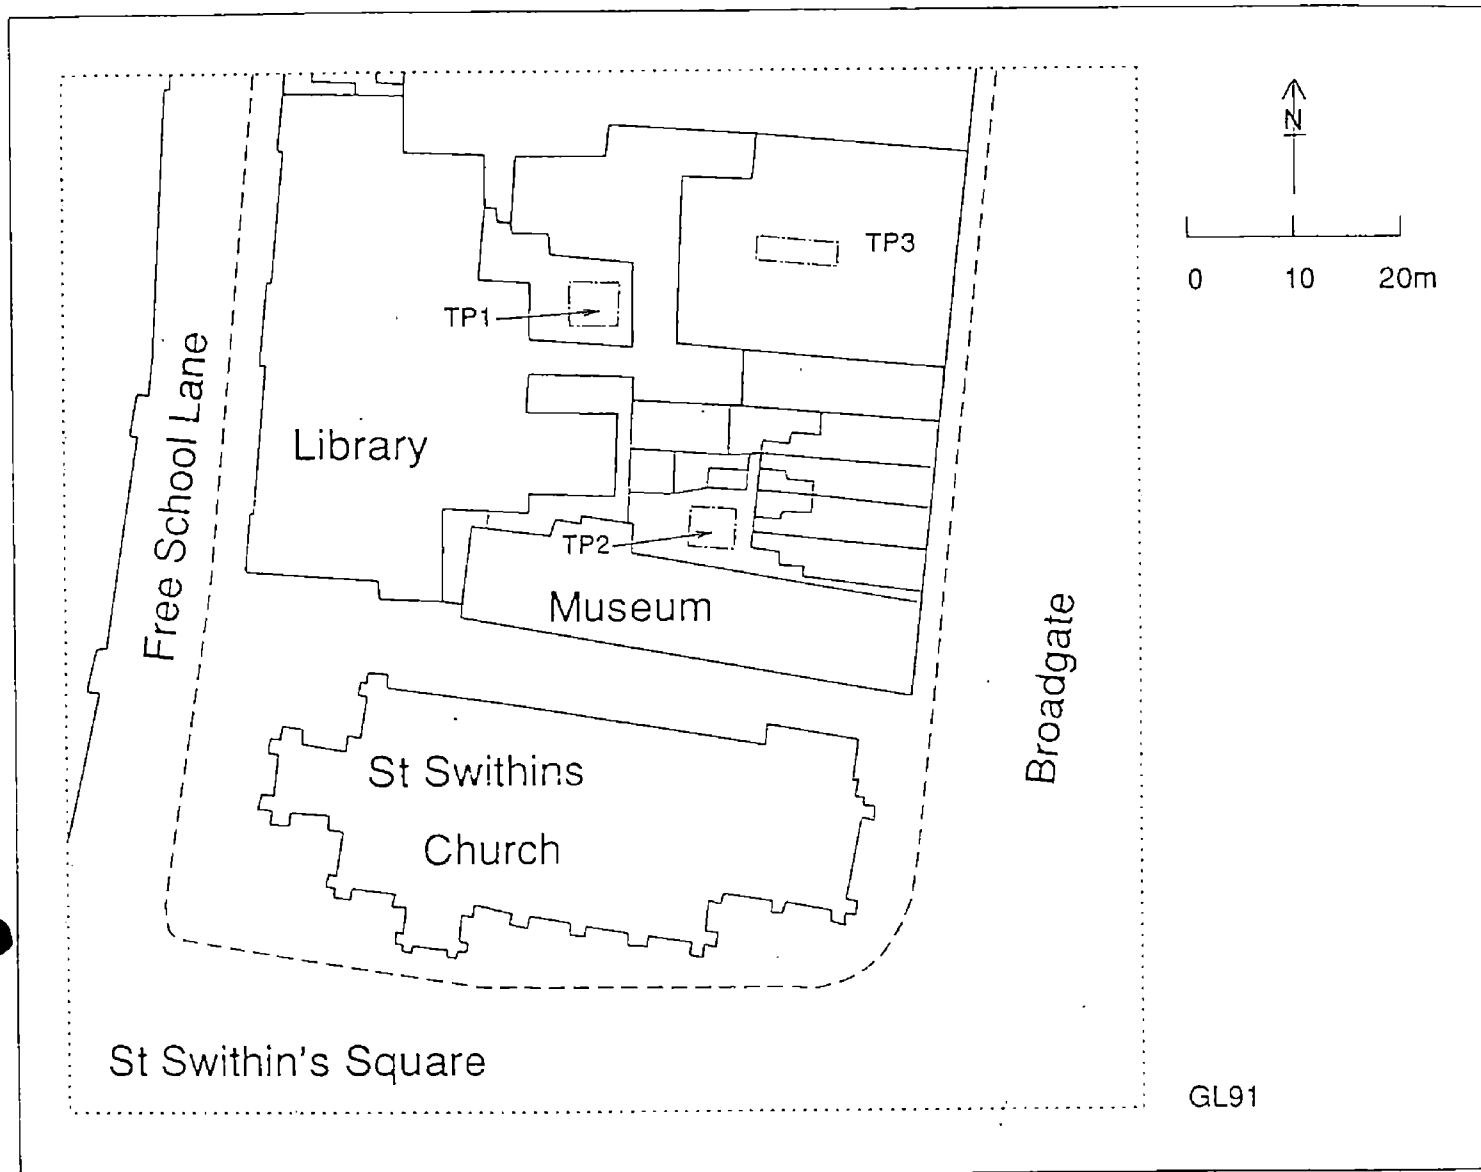 N
TP3
0 10 20m
TP1
Free School Lane
Library
TP2
Museum
Broadgate
St Swithins
Church
St Swithin's Square
GL91